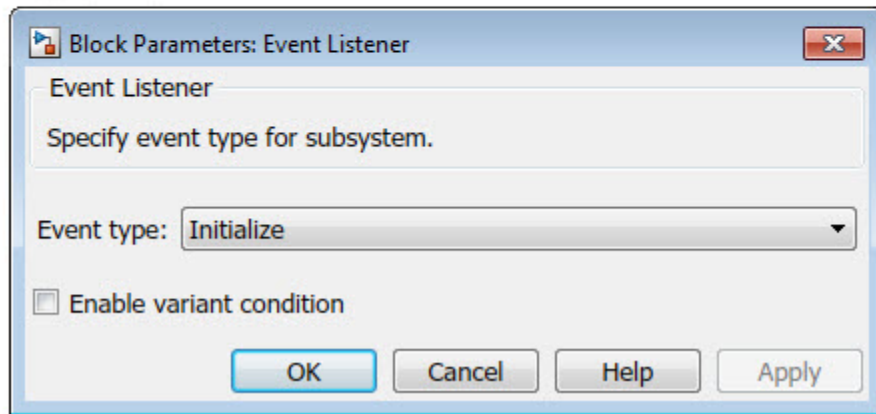 Block Parameters: Event Listener
Event Listener
Specify event type for subsystem.
Event type: Initialize
Enable variant condition
OK Cancel Help Apply